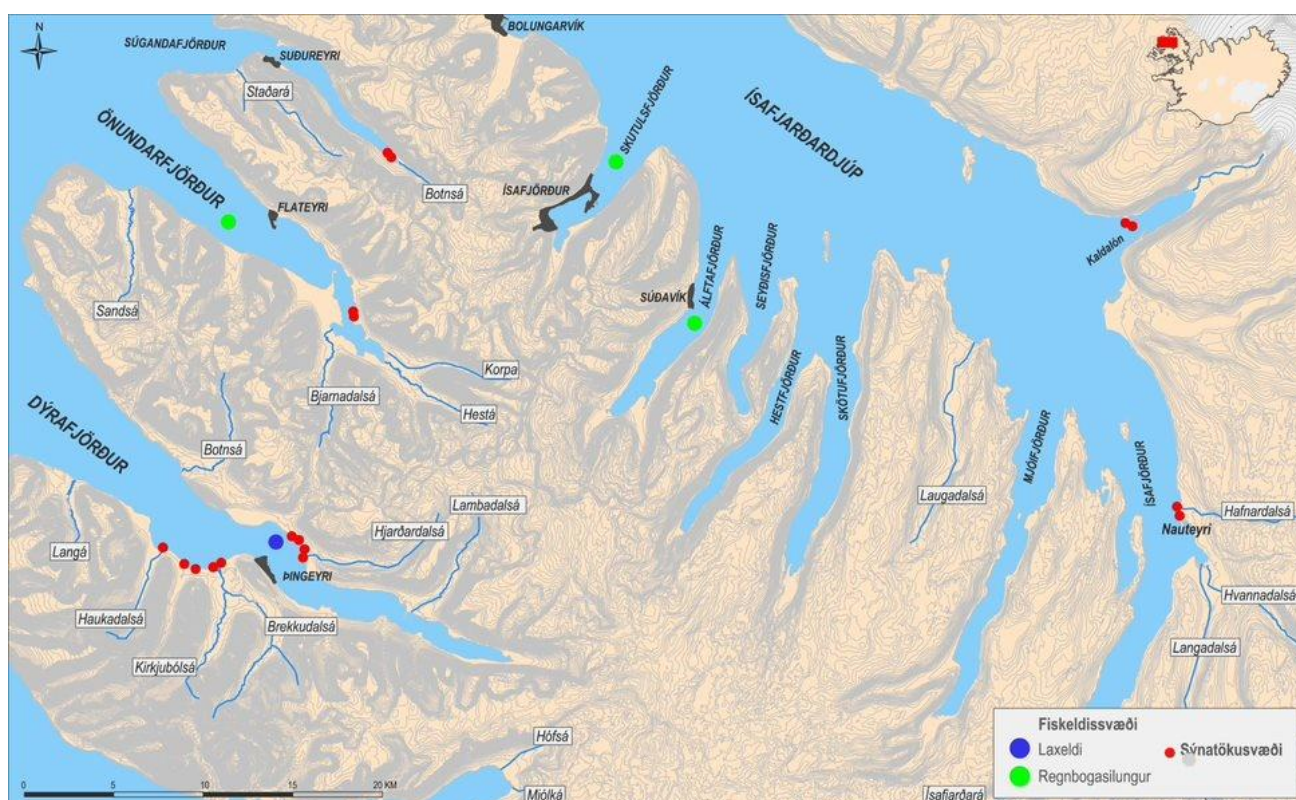 N
BOLUNGARVÍK
SÚGANDAFJÖRÐUR
SUÐUREYRI
Staðará
ÖNUNDARFJÖRÐUR
SKUTULSFJÖRÐUR
ÍSAFJARÐARDJÚP
Botnsá
ÍSAFJÖRÐUR
FLATEYRI
Kaldalón
ÁLFTAFJÖRÐUR
SEYÐISFJÖRÐUR
SÚÐAVÍK
Sandsá
Korpa
Bjarnadalsá
Hestá
HESTFJÖRÐUR
SKÖTUFJÖRÐUR
DÝRAFJÖRÐUR
Botnsá
MJÓIFJÖRÐUR
ÍSAFJÖRÐUR
Lambadalsá
Laugadalsá
Hafnardalsá
Nauteyri
Hjarðardalsá
Langá
ÞINGEYRI
Hvannadalsá
Haukadalsá
Brekkudalsá
Langadalsá
Kirkjubólsá
Hófsá
Mjólká
Ísafjarðará
Fiskeldissvæði
Laxeldi
Sýnatökusvæði
Regnbogasilungur
0 5 10 20 KM